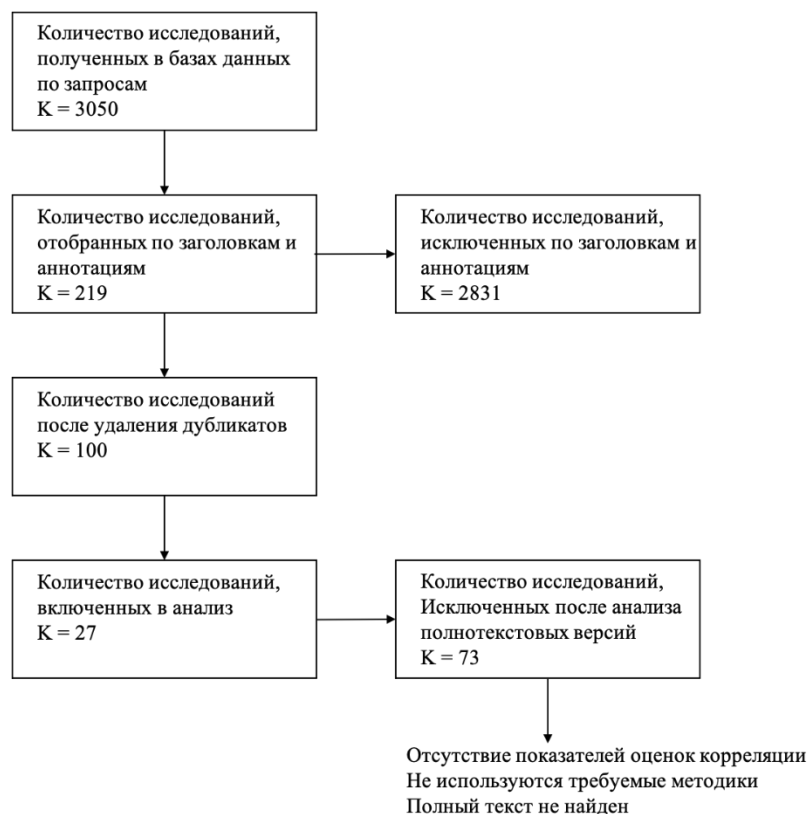 Количество исследований,
полученных в базах данных
по запросам
K = 3050
Количество исследований,
отобранных по заголовкам и
аннотациям
K = 219
Количество исследований,
исключенных по заголовкам и
аннотациям
K = 2831
Количество исследований
после удаления дубликатов
K = 100
Количество исследований,
включенных в анализ
K = 27
Количество исследований,
Исключенных после анализа
полнотекстовых версий
K = 73
Отсутствие показателей оценок корреляции
Не используются требуемые методики
Полный текст не найден